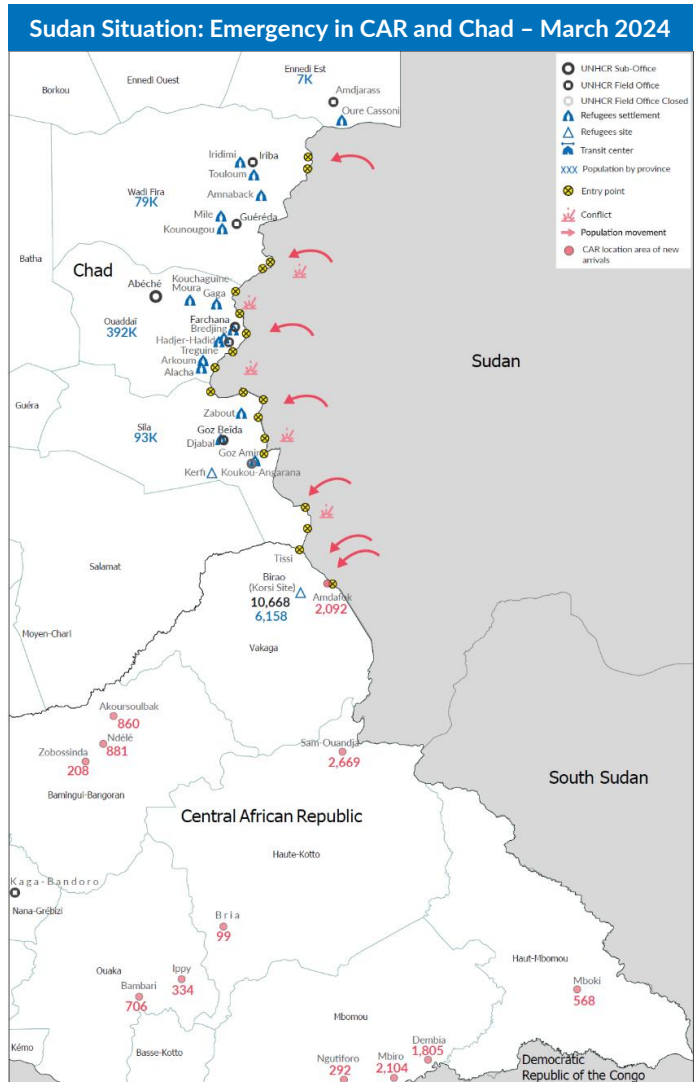 Sudan Situation: Emergency in CAR and Chad – March 2024
Borkou
Ennedi Ouest
Ennedi Est
7K
Amdjarass
Oure Cassoni
UNHCR Sub-Office
UNHCR Field Office
UNHCR Field Office Closed
Refugees settlement
Refugees site
Transit center
XXX Population by province
Entry point
Conflict
Population movement
CAR location area of new
arrivals
Iridimi
Iriba
Touloum
Wadi Fira
79K
Amnaback
Mile
Guéréda
Kounougou
Batha
Chad
Kouchaguine-
Moura
Abéché
Gaga
Ouaddaï
392K
Farchana
Bredjing
Hadjer-Hadid
Treguine
Arkoum
Alacha
Sudan
Guéra
Zabout
Sila
93K
Goz Beïda
Djabal
Goz Amir
Kerfi
Koukou-Angarana
Tissi
Salamat
Birao
(Korsi Site)
10,668
6,158
Amdafok
2,092
Moyen-Chari
Vakaga
Akoursoulbak
860
Ndélé
881
Zobossinda
208
Sam-Ouandja
2,669
Bamingui-Bangoran
South Sudan
Central African Republic
Haute-Kotto
Kaga-Bandoro
Nana-Grébizi
Bria
99
Haut-Mbomou
Ouaka
Ippy
334
Bambari
706
Mboki
568
Mbomou
Kémo
Basse-Kotto
Dembia
1,805
Ngutiforo
292
Mbiro
2,104
Democratic
Republic of the Congo